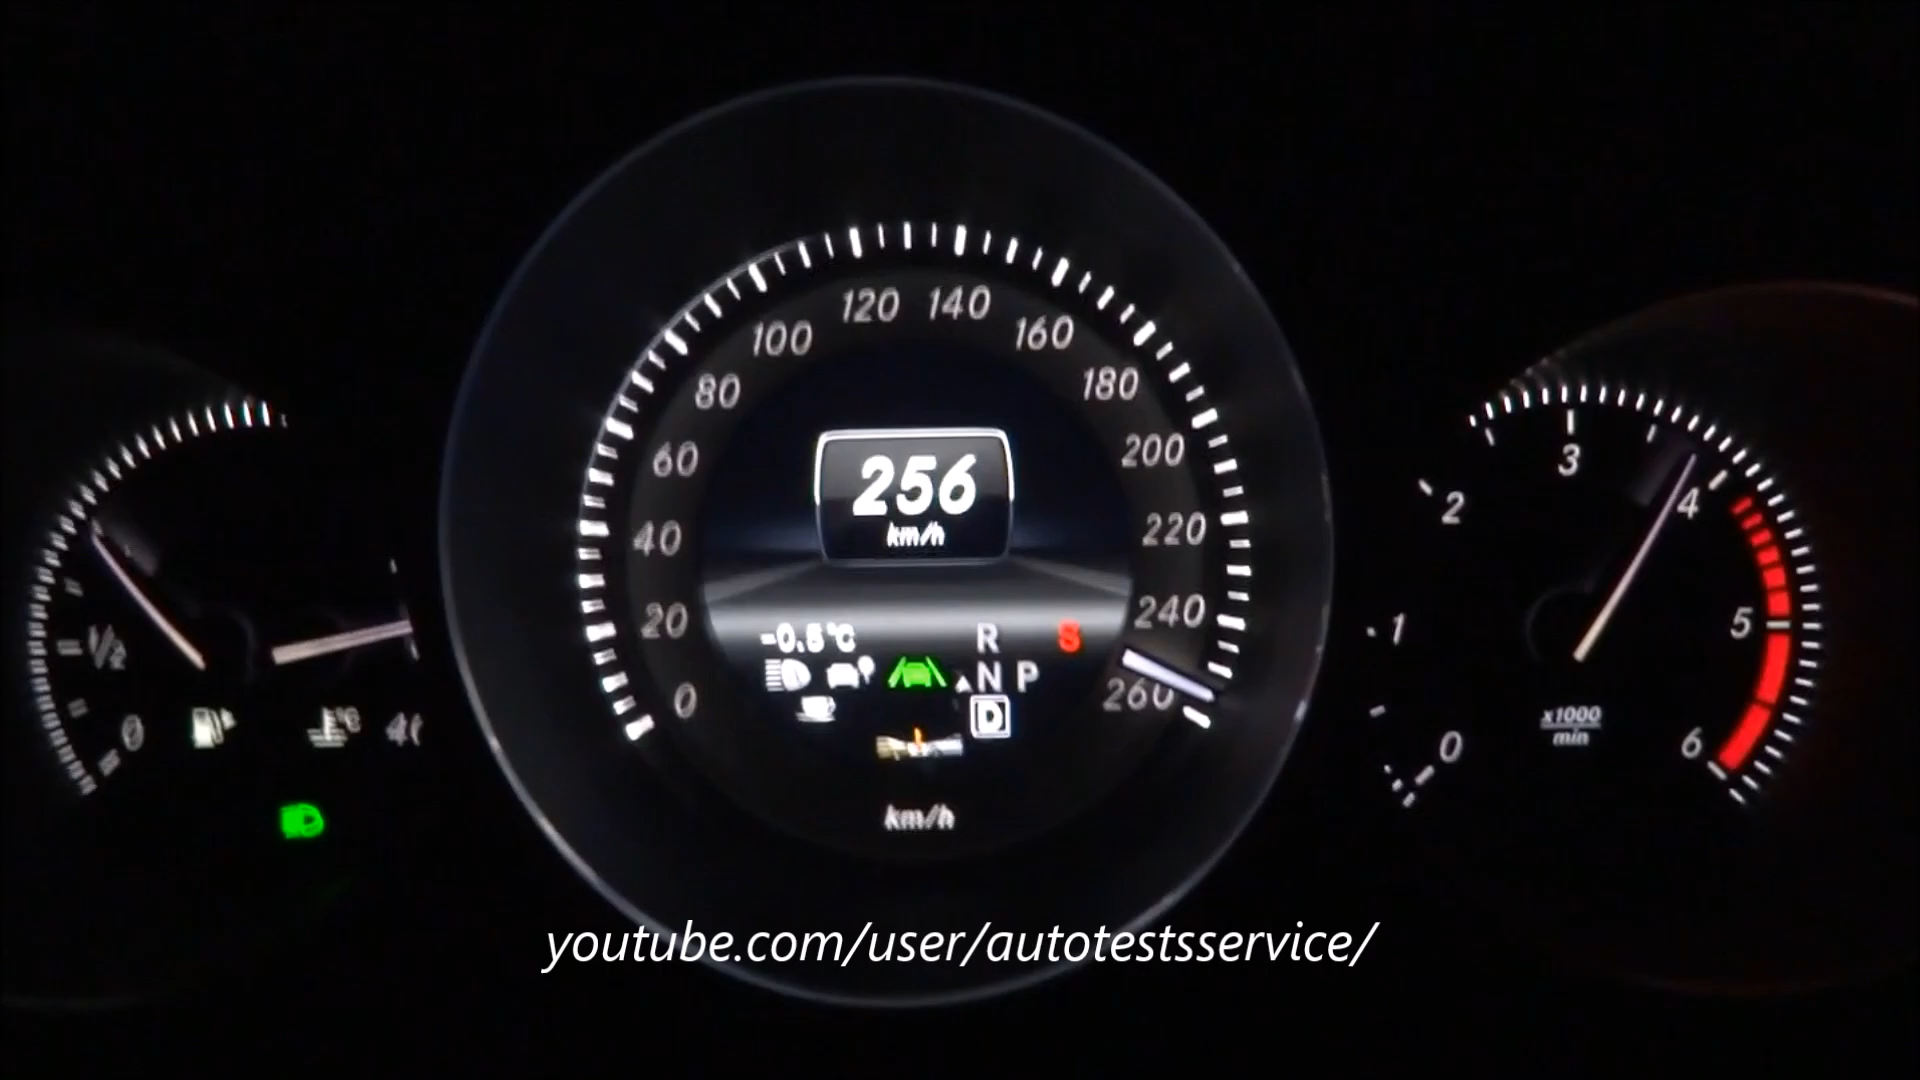 120 140
100 160
80 180
60 200
40 220
20 240
0 260
256
km/h
-0.5°C
R S
N P
D
km/h
1/2
0
°C
0
1
2
3
4
5
6
x1000
min
youtube.com/user/autotestsservice/